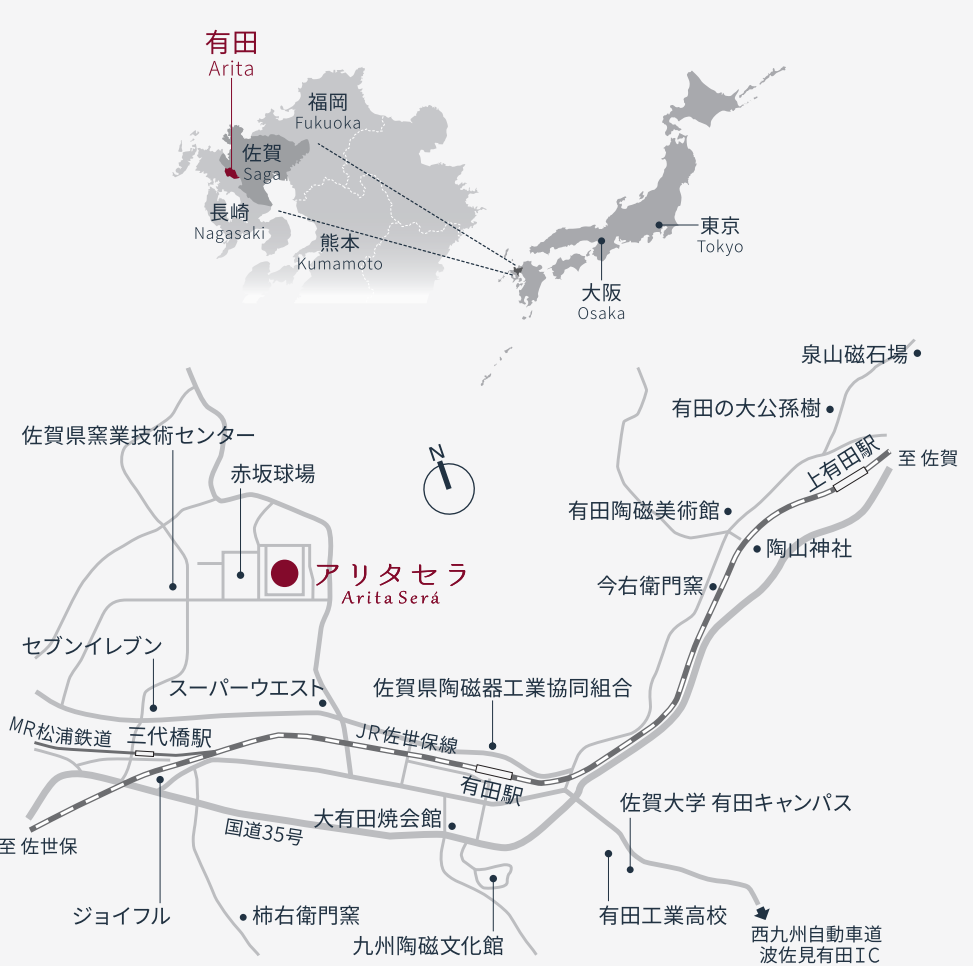 有田
Arita
福岡
Fukuoka
佐賀
Saga
長崎
Nagasaki
熊本
Kumamoto
東京
Tokyo
大阪
Osaka
泉山磁石場
有田の大公孫樹
佐賀県窯業技術センター
上有田駅
至 佐賀
赤坂球場
N
有田陶磁美術館
陶山神社
アリタセラ
Arita Será
今右衛門窯
セブンイレブン
スーパーウエスト
佐賀県陶磁器工業協同組合
MR松浦鉄道
三代橋駅
JR佐世保線
有田駅
佐賀大学 有田キャンパス
大有田焼会館
国道35号
至 佐世保
ジョイフル
柿右衛門窯
有田工業高校
九州陶磁文化館
西九州自動車道
波佐見有田IC